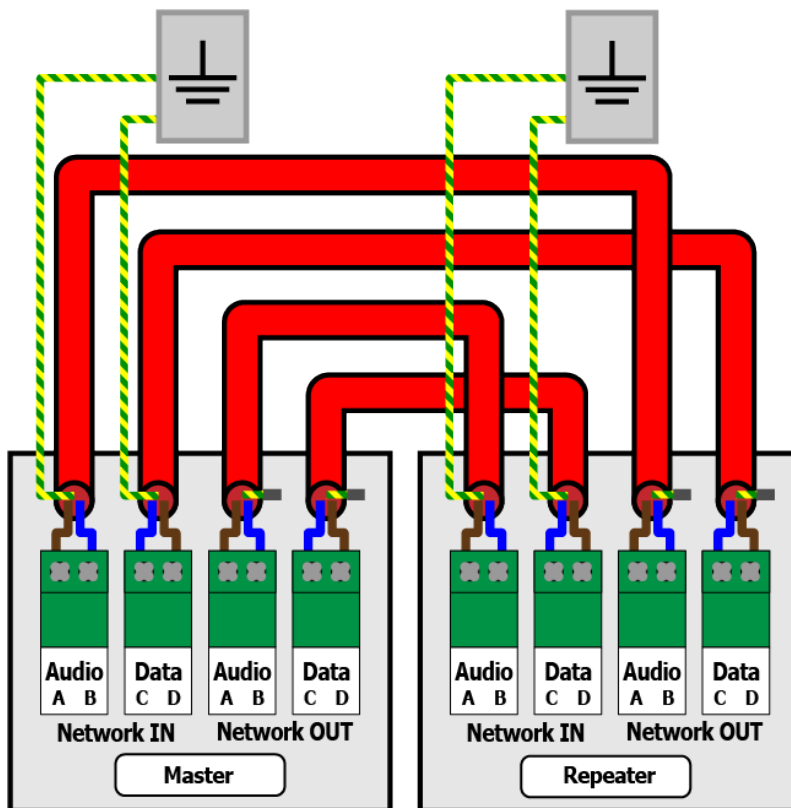 Audio Data Audio Data Audio Data Audio Data
A B C D A B C D A B C D A B C D
Network IN Network OUT Network IN Network OUT
Master Repeater